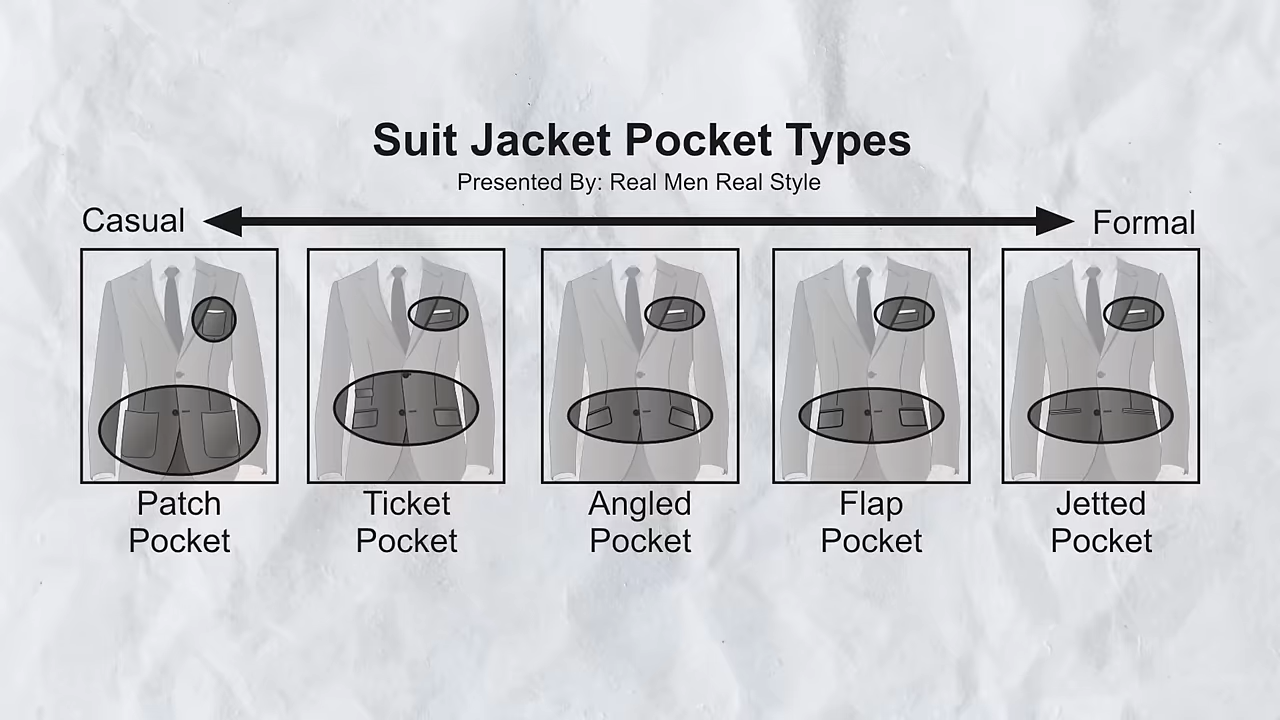 Suit Jacket Pocket Types
Presented By: Real Men Real Style
Casual
Formal
Patch
Pocket
Ticket
Pocket
Angled
Pocket
Flap
Pocket
Jetted
Pocket